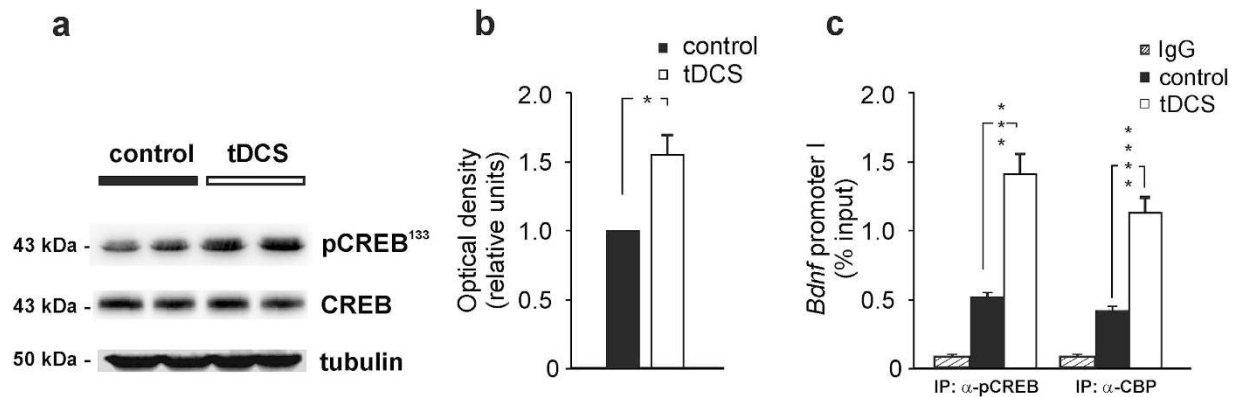 a
control tDCS
43 kDa - pCREB¹³³
43 kDa - CREB
50 kDa - tubulin
b
control
tDCS
Optical density
(relative units)
2.0
1.5
1.0
0.5
0
*
c
IgG
control
tDCS
Bdnf promoter I
(% input)
2.0
1.5
1.0
0.5
0
***
****
IP: α-pCREB IP: α-CBP